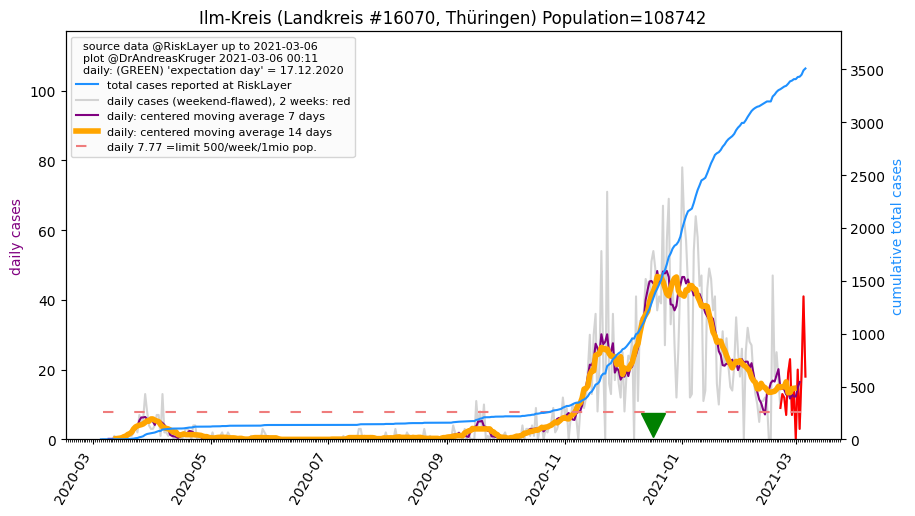 Ilm-Kreis (Landkreis #16070, Thüringen) Population=108742
source data @RiskLayer up to 2021-03-06
plot @DrAndreasKruger 2021-03-06 00:11
daily: (GREEN) 'expectation day' = 17.12.2020
total cases reported at RiskLayer
daily cases (weekend-flawed), 2 weeks: red
daily: centered moving average 7 days
daily: centered moving average 14 days
daily 7.77 =limit 500/week/1mio pop.
daily cases
100
80
60
40
20
0
cumulative total cases
3500
3000
2500
2000
1500
1000
500
0
2020-03
2020-05
2020-07
2020-09
2020-11
2021-01
2021-03